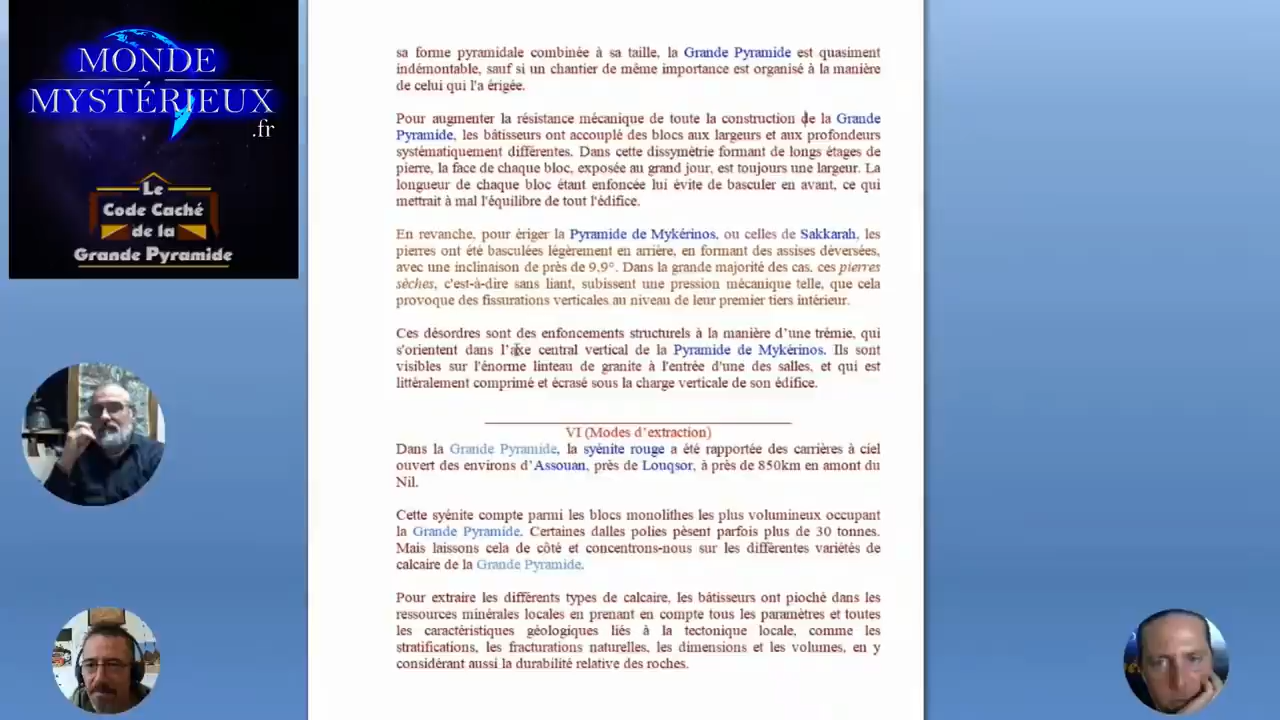 MONDE
MYSTÉRIEUX
.fr
Le
Code Caché
de la
Grande Pyramide
sa forme pyramidale combinée à sa taille, la Grande Pyramide est quasiment
indémontable, sauf si un chantier de même importance est organisé à la manière
de celui qui l'a érigée.
Pour augmenter la résistance mécanique de toute la construction de la Grande
Pyramide, les bâtisseurs ont accouplé des blocs aux largeurs et aux profondeurs
systématiquement différentes. Dans cette dissymétrie formant de longs étages de
pierre, la face de chaque bloc, exposée au grand jour, est toujours une largeur. La
longueur de chaque bloc étant enfoncée lui évite de basculer en avant, ce qui
mettrait à mal l'équilibre de tout l'édifice.
En revanche, pour ériger la Pyramide de Mykérinos, ou celles de Sakkarah, les
pierres ont été basculées légèrement en arrière, en formant des assises déversées,
avec une inclinaison de près de 9,9°. Dans la grande majorité des cas, ces pierres
sèches, c'est-à-dire sans liant, subissent une pression mécanique telle, que cela
provoque des fissurations verticales au niveau de leur premier tiers intérieur.
Ces désordres sont des enfoncements structurels à la manière d’une trémie, qui
s'orientent dans l’axe central vertical de la Pyramide de Mykérinos. Ils sont
visibles sur l'énorme linteau de granite à l'entrée d'une des salles, et qui est
littéralement comprimé et écrasé sous la charge verticale de son édifice.
VI (Modes d’extraction)
Dans la Grande Pyramide, la syénite rouge a été rapportée des carrières à ciel
ouvert des environs d’Assouan, près de Louqsor, à près de 850km en amont du
Nil.
Cette syénite compte parmi les blocs monolithes les plus volumineux occupant
la Grande Pyramide. Certaines dalles polies pèsent parfois plus de 30 tonnes.
Mais laissons cela de côté et concentrons-nous sur les différentes variétés de
calcaire de la Grande Pyramide.
Pour extraire les différents types de calcaire, les bâtisseurs ont pioché dans les
ressources minérales locales en prenant en compte tous les paramètres et toutes
les caractéristiques géologiques liés à la tectonique locale, comme les
stratifications, les fracturations naturelles, les dimensions et les volumes, en y
considérant aussi la durabilité relative des roches.